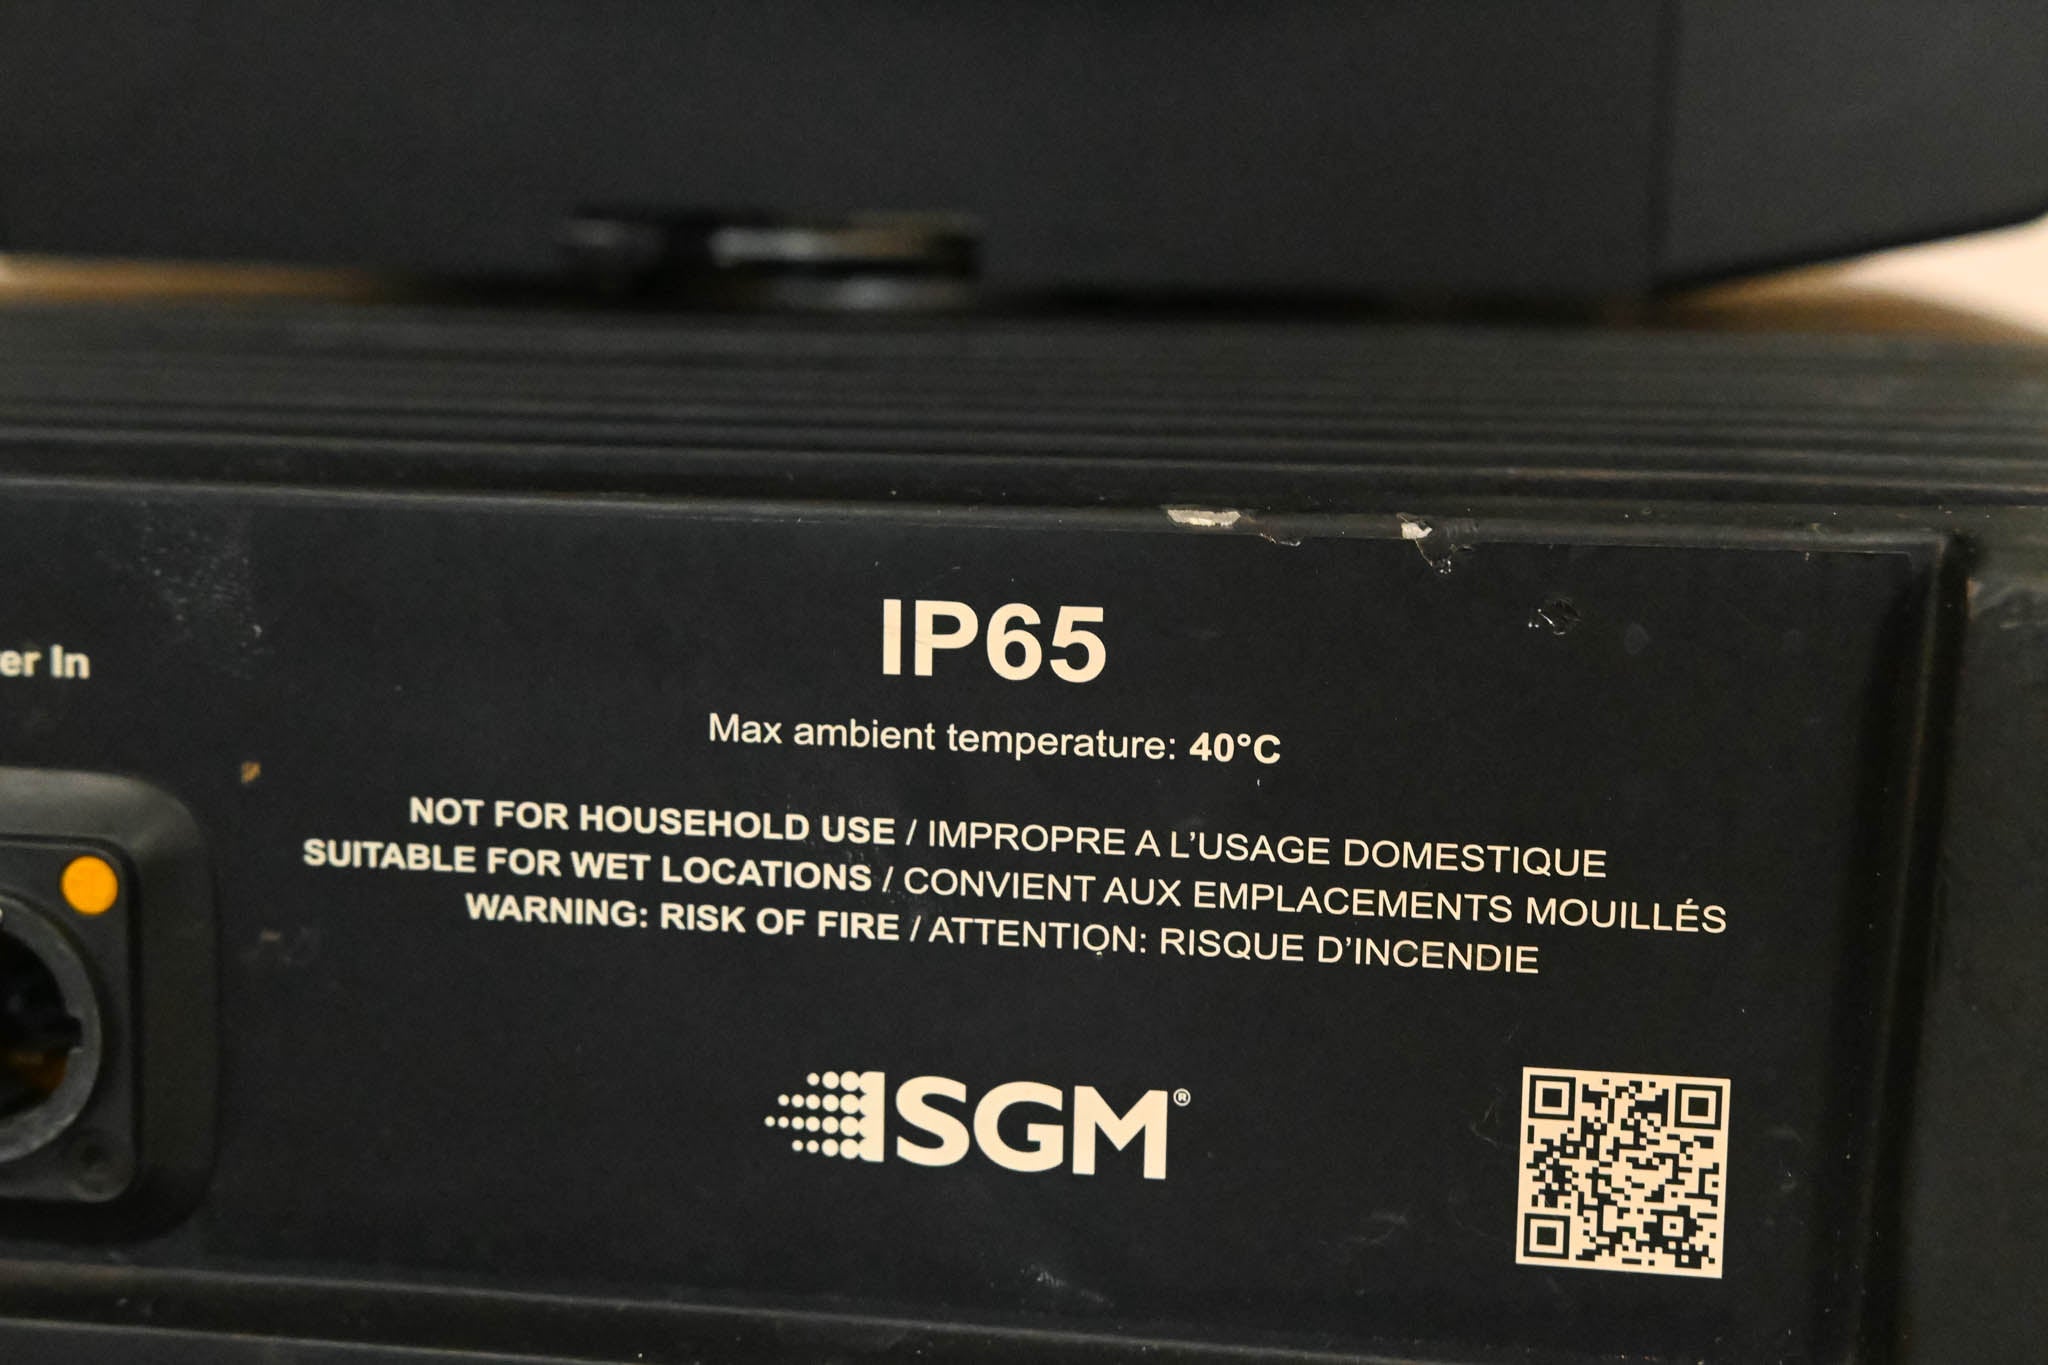 IP65
er In
Max ambient temperature: 40°C
NOT FOR HOUSEHOLD USE / IMPROPRE A L’USAGE DOMESTIQUE
SUITABLE FOR WET LOCATIONS / CONVIENT AUX EMPLACEMENTS MOUILLÉS
WARNING: RISK OF FIRE / ATTENTION: RISQUE D’INCENDIE
SGM®